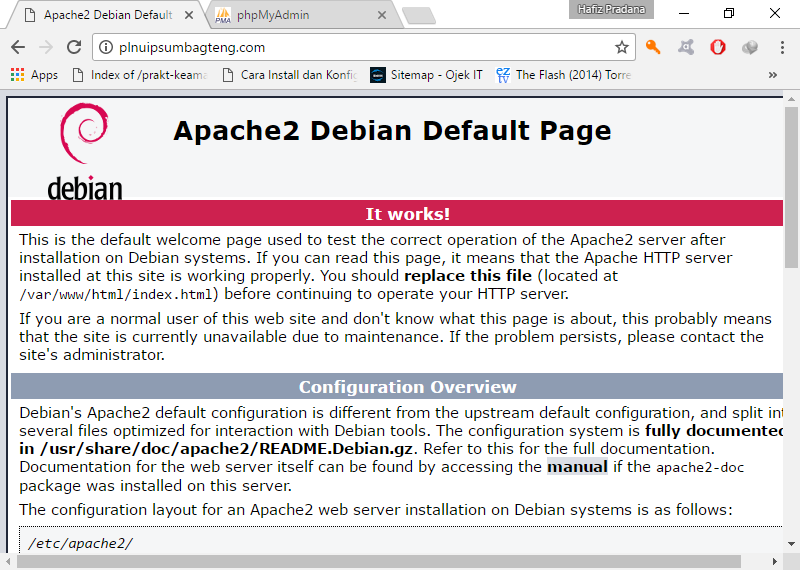 Hafiz Pradana
Apache2 Debian Default
phpMyAdmin
plnuipsumbagteng.com
Apps
Index of /prakt-keama
Cara Install dan Konfig
Sitemap - Ojek IT
The Flash (2014) Torre
debian
Apache2 Debian Default Page
It works!
This is the default welcome page used to test the correct operation of the Apache2 server after
installation on Debian systems. If you can read this page, it means that the Apache HTTP server
installed at this site is working properly. You should replace this file (located at
/var/www/html/index.html) before continuing to operate your HTTP server.
If you are a normal user of this web site and don't know what this page is about, this probably means
that the site is currently unavailable due to maintenance. If the problem persists, please contact the
site's administrator.
Configuration Overview
Debian's Apache2 default configuration is different from the upstream default configuration, and split int
several files optimized for interaction with Debian tools. The configuration system is fully documented
in /usr/share/doc/apache2/README.Debian.gz. Refer to this for the full documentation.
Documentation for the web server itself can be found by accessing the manual if the apache2-doc
package was installed on this server.
The configuration layout for an Apache2 web server installation on Debian systems is as follows:
/etc/apache2/